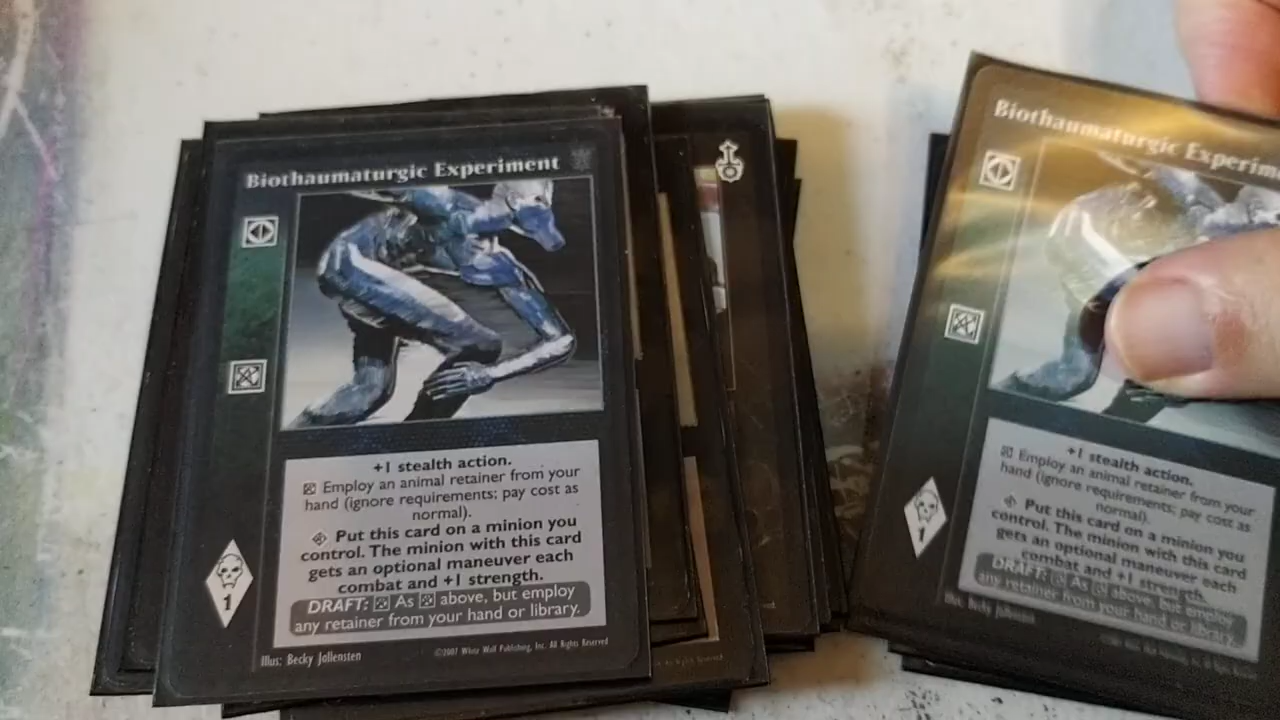 Biothaumaturgic Experiment
+1 stealth action.
Employ an animal retainer from your
hand (ignore requirements; pay cost as
normal).
Put this card on a minion you
control. The minion with this card
gets an optional maneuver each
combat and +1 strength.
DRAFT: As above, but employ
any retainer from your hand or library.
1
Illus: Becky Jollensten
©2007 White Wolf Publishing, Inc. All Rights Reserved
Biothaumaturgic Experim
+1 stealth action.
Employ an animal retainer from your
hand (ignore requirements; pay cost as
normal).
Put this card on a minion you
control. The minion with this card
gets an optional maneuver each
combat and +1 strength.
DRAFT: As above, but employ
any retainer from your hand or library.
1
Illus: Becky Jollensten